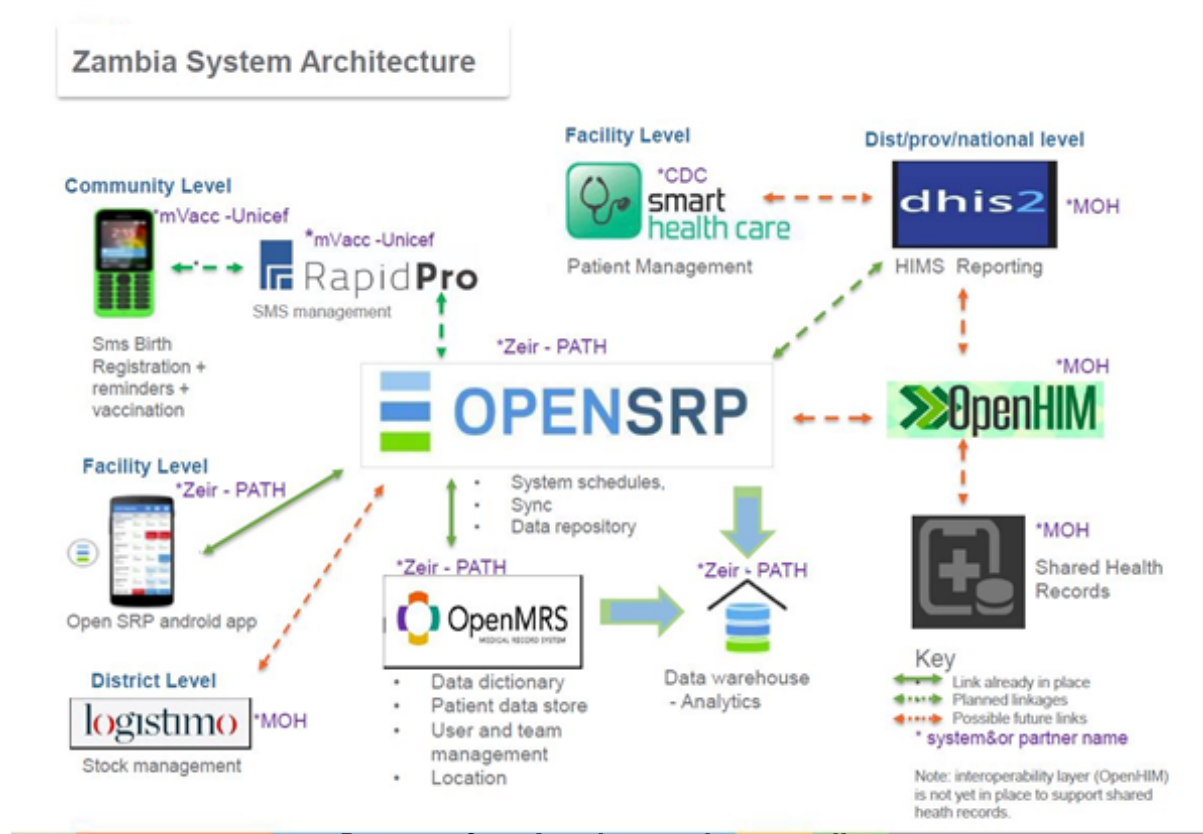 Zambia System Architecture
Community Level
*mVacc -Unicef
Sms Birth
Registration +
reminders +
vaccination
*mVacc -Unicef
RapidPro
SMS management
Facility Level
*CDC
smart
health care
Patient Management
Dist/prov/national level
dhis2
*MOH
HIMS Reporting
*Zeir - PATH
OPENSRP
• System schedules,
• Sync
• Data repository
*MOH
OpenHIM
Facility Level
*Zeir - PATH
Open SRP android app
*Zeir - PATH
OpenMRS
MEDICAL RECORD SYSTEM
• Data dictionary
• Patient data store
• User and team
management
• Location
*Zeir - PATH
Data warehouse
- Analytics
*MOH
Shared Health
Records
District Level
logistimo
*MOH
Stock management
Key
Link already in place
Planned linkages
Possible future links
* system&or partner name
Note: interoperability layer (OpenHIM)
is not yet in place to support shared
heath records.